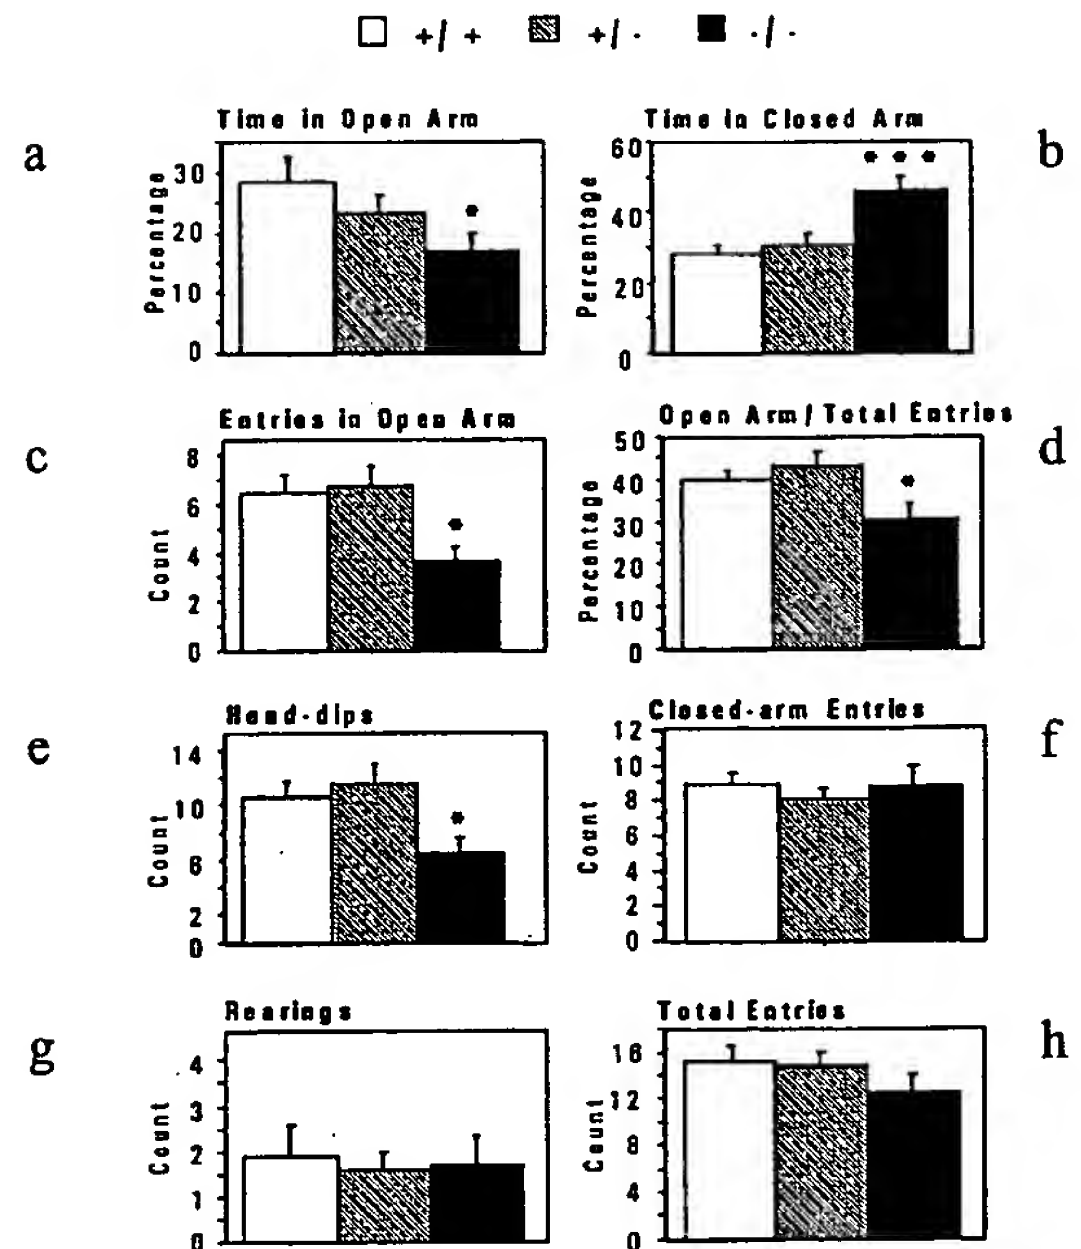 +/+ +/- -/-
Time in Open Arm
Time in Closed Arm
a
b
Percentage
30
20
10
0
Percentage
60
40
20
0
*
* * *
Entries in Open Arm
Open Arm/Total Entries
c
d
Count
8
6
4
2
0
Percentage
50
40
30
20
10
0
*
*
Head-dips
Closed-arm Entries
e
f
Count
14
10
6
2
0
Count
12
10
8
6
4
2
0
*
Rearings
Total Entries
g
h
Count
4
3
2
1
0
Count
16
12
8
4
0